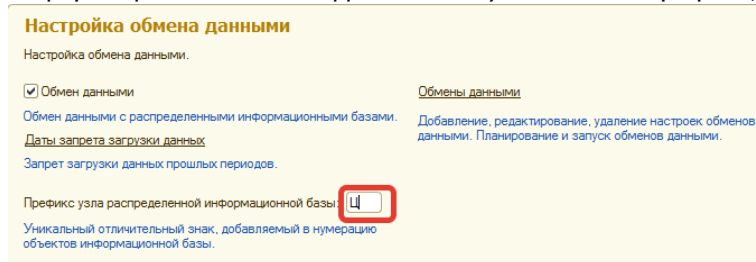 Настройка обмена данными
Настройка обмена данными.
Обмен данными
Обмен данными с распределенными информационными базами.
Даты запрета загрузки данных
Запрет загрузки данных прошлых периодов.
Префикс узла распределенной информационной базы:
Ц
Уникальный отличительный знак, добавляемый в нумерацию
объектов информационной базы.
Обмены данными
Добавление, редактирование, удаление настроек обменов
данными. Планирование и запуск обменов данными.